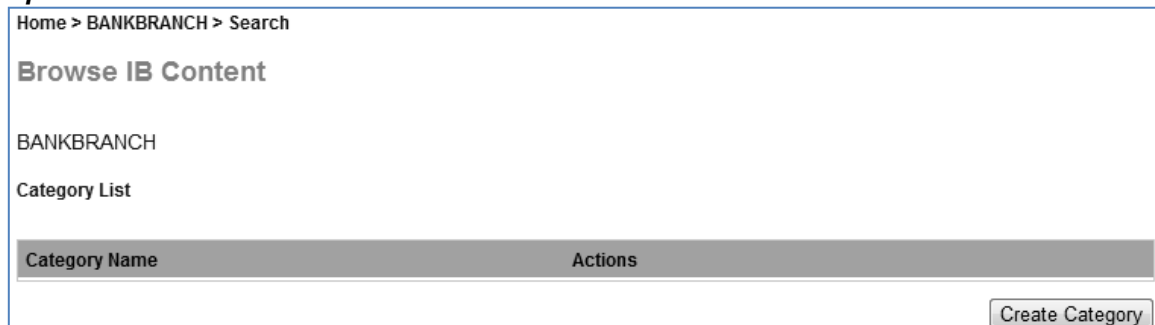 Home > BANKBRANCH > Search
Browse IB Content
BANKBRANCH
Category List
Category Name Actions
Create Category